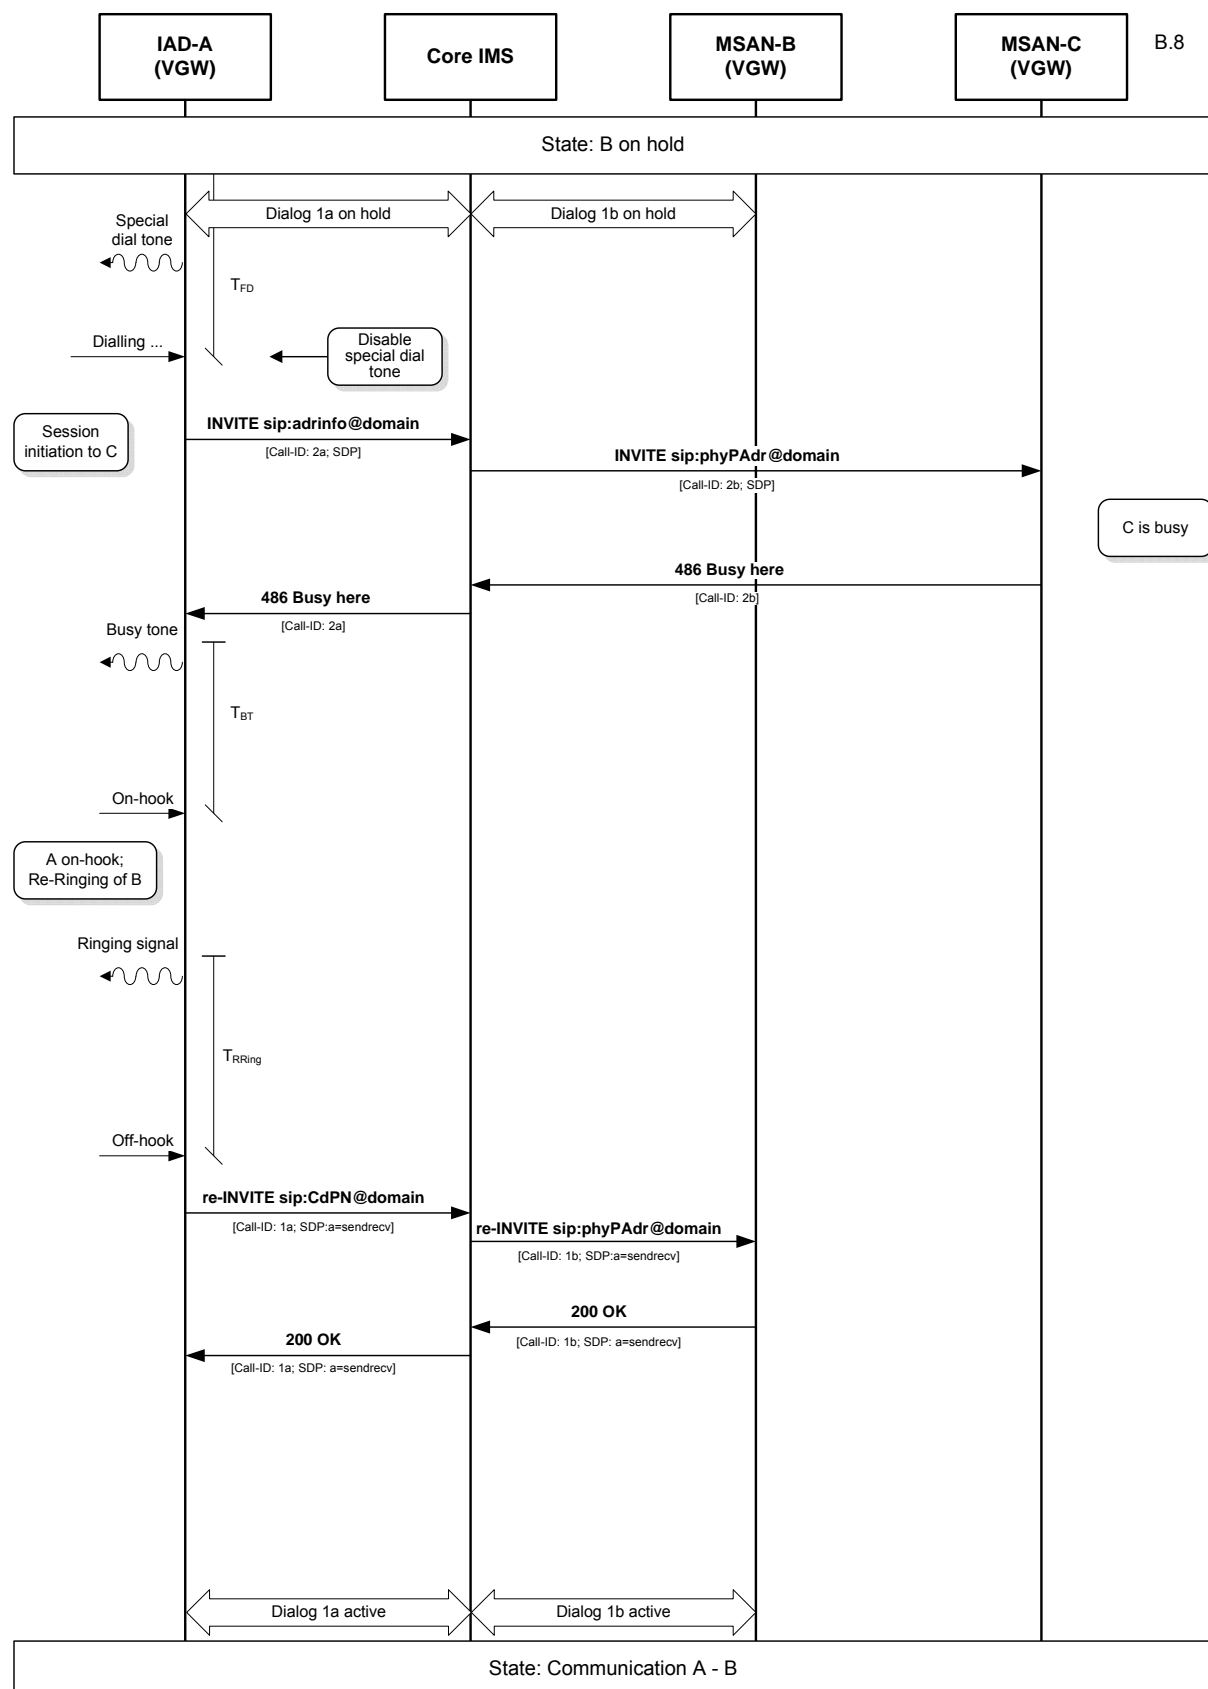 IAD-A
(VGW)
Core IMS
MSAN-B
(VGW)
MSAN-C
(VGW)
B.8
State: B on hold
Dialog 1a on hold
Dialog 1b on hold
Special
dial tone
TFD
Dialling ...
Disable
special dial
tone
Session
initiation to C
INVITE sip:adrinfo@domain
[Call-ID: 2a; SDP]
INVITE sip:phyPAdr@domain
[Call-ID: 2b; SDP]
C is busy
486 Busy here
[Call-ID: 2b]
486 Busy here
[Call-ID: 2a]
Busy tone
TBT
On-hook
A on-hook;
Re-Ringing of B
Ringing signal
TRRing
Off-hook
re-INVITE sip:CdPN@domain
[Call-ID: 1a; SDP:a=sendrecv]
re-INVITE sip:phyPAdr@domain
[Call-ID: 1b; SDP:a=sendrecv]
200 OK
[Call-ID: 1b; SDP: a=sendrecv]
200 OK
[Call-ID: 1a; SDP: a=sendrecv]
Dialog 1a active
Dialog 1b active
State: Communication A - B